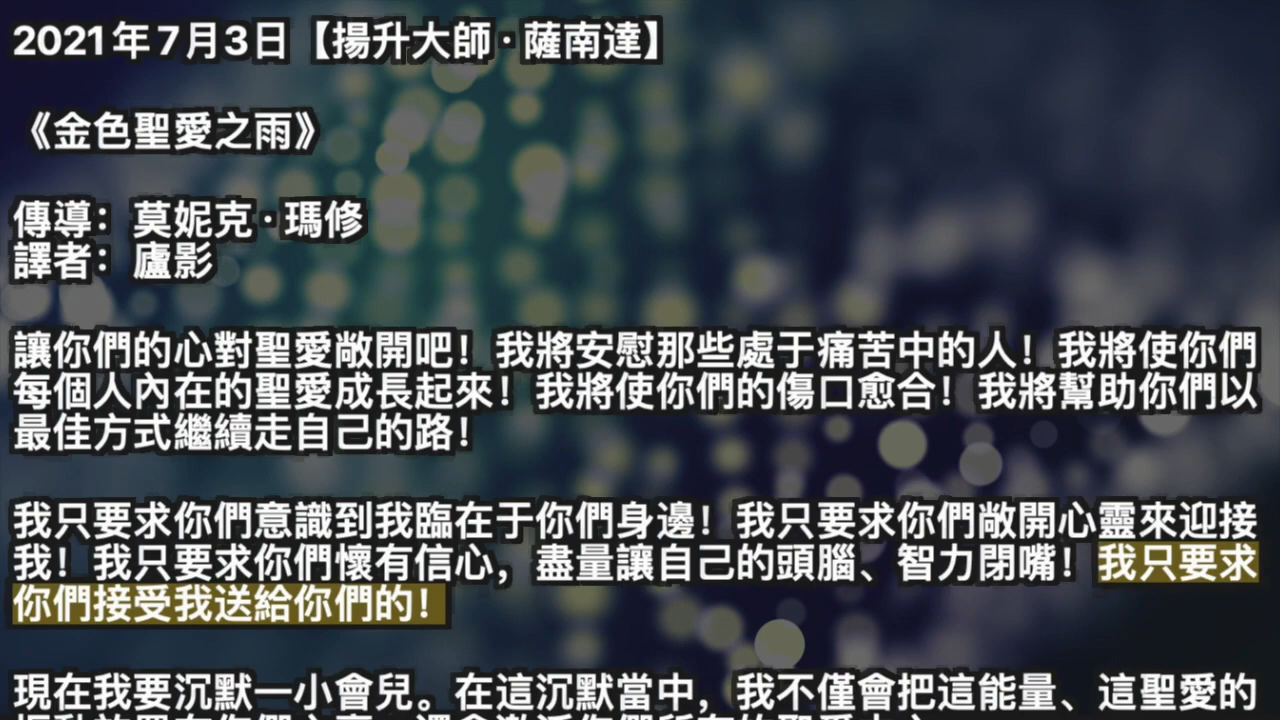 2021年7月3日【揚升大師·薩南達】
《金色聖愛之雨》
傳導：莫妮克·瑪修
譯者：廬影
讓你們的心對聖愛敞開吧！我將安慰那些處于痛苦中的人！我將使你們
每個人內在的聖愛成長起來！我將使你們的傷口愈合！我將幫助你們以
最佳方式繼續走自己的路！
我只要求你們意識到我臨在于你們身邊！我只要求你們敞開心靈來迎接
我！我只要求你們懷有信心，盡量讓自己的頭腦、智力閉嘴！我只要求
你們接受我送給你們的！
現在我要沉默一小會兒。在這沉默當中，我不僅會把這能量、這聖愛的